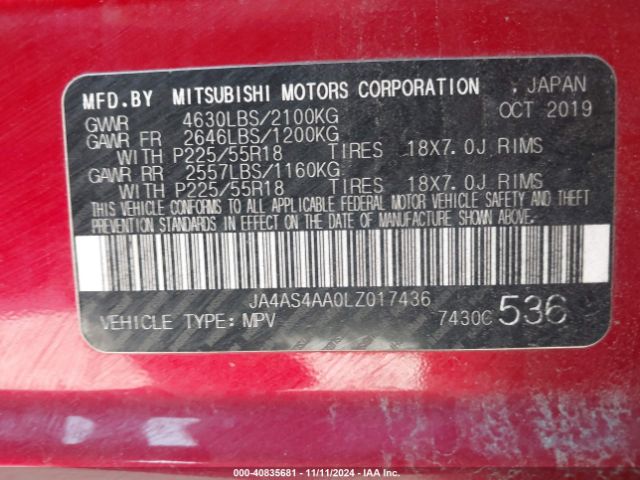 MFD.BY MITSUBISHI MOTORS CORPORATION , JAPAN
GVWR 4630LBS/2100KG OCT 2019
GAWR FR 2646LBS/1200KG
WITH P225/55R18 TIRES 18X7.0J RIMS
GAWR RR 2557LBS/1160KG
WITH P225/55R18 TIRES 18X7.0J RIMS
THIS VEHICLE CONFORMS TO ALL APPLICABLE FEDERAL MOTOR VEHICLE SAFETY AND THEFT
PREVENTION STANDARDS IN EFFECT ON THE DATE OF MANUFACTURE SHOWN ABOVE.
JA4AS4AA0LZ017436
VEHICLE TYPE: MPV 7430C 536
000-40835681 - 11/11/2024 - IAA Inc.